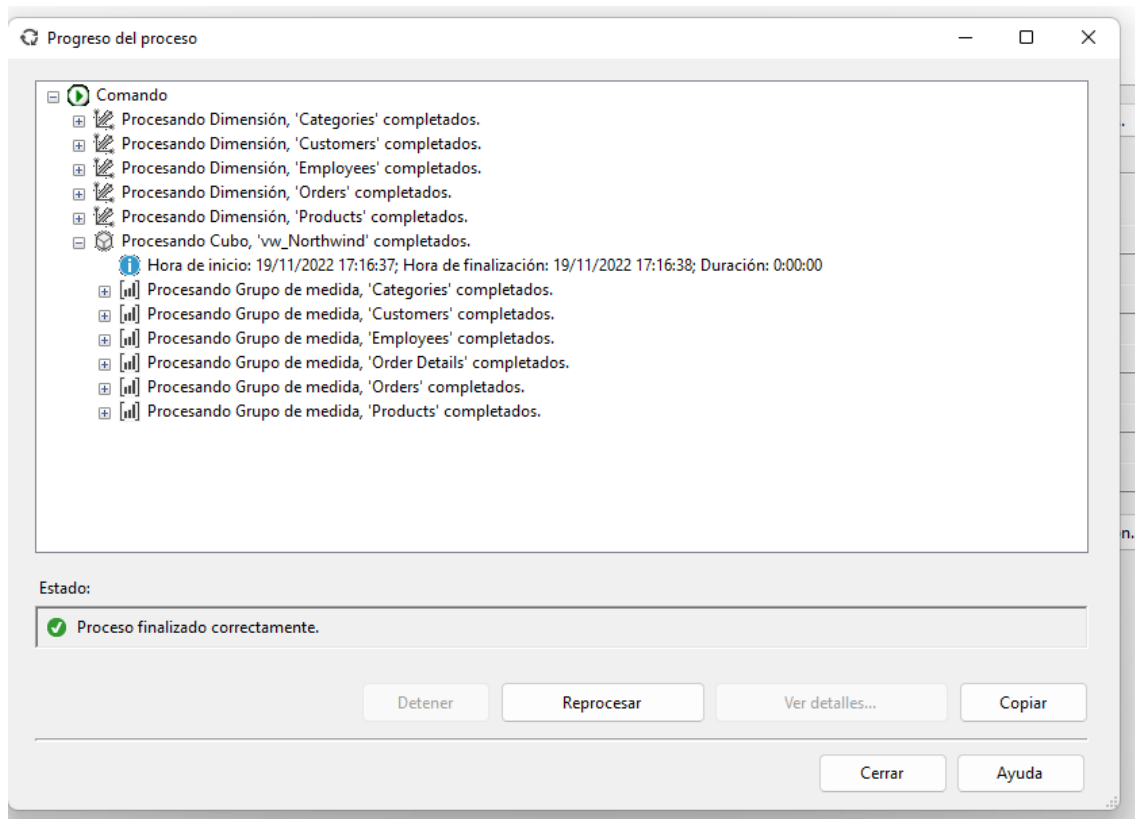 Progreso del proceso
Comando
Procesando Dimensión, 'Categories' completados.
Procesando Dimensión, 'Customers' completados.
Procesando Dimensión, 'Employees' completados.
Procesando Dimensión, 'Orders' completados.
Procesando Dimensión, 'Products' completados.
Procesando Cubo, 'vw_Northwind' completados.
Hora de inicio: 19/11/2022 17:16:37; Hora de finalización: 19/11/2022 17:16:38; Duración: 0:00:00
Procesando Grupo de medida, 'Categories' completados.
Procesando Grupo de medida, 'Customers' completados.
Procesando Grupo de medida, 'Employees' completados.
Procesando Grupo de medida, 'Order Details' completados.
Procesando Grupo de medida, 'Orders' completados.
Procesando Grupo de medida, 'Products' completados.
n.
Estado:
Proceso finalizado correctamente.
Detener Reprocesar Ver detalles... Copiar
Cerrar Ayuda